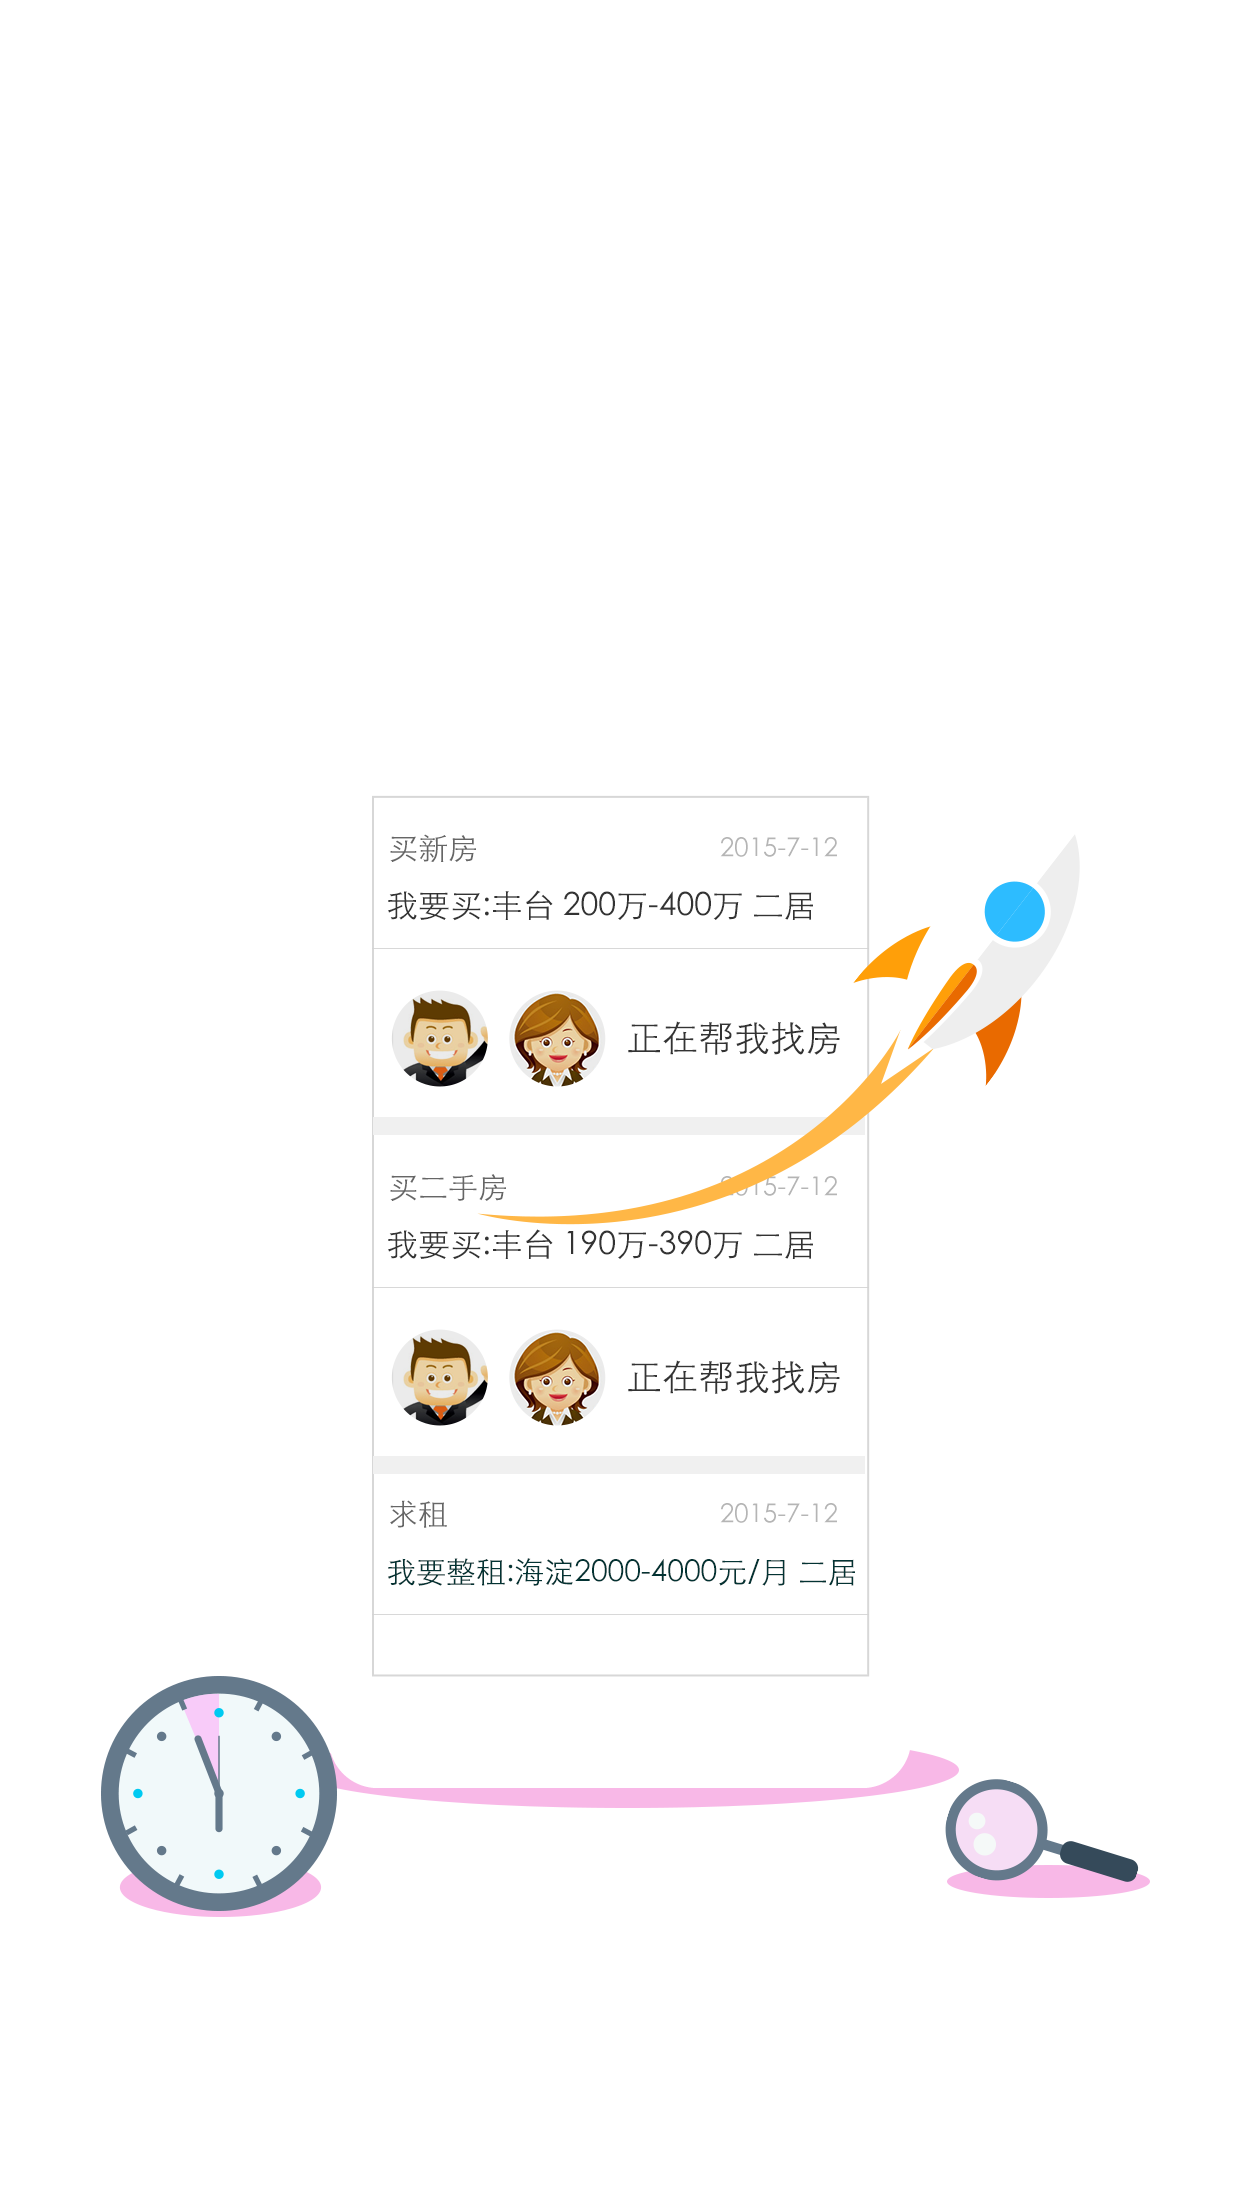 买新房 2015-7-12
我要买:丰台 200万-400万 二居
正在帮我找房
买二手房 2015-7-12
我要买:丰台 190万-390万 二居
正在帮我找房
求租 2015-7-12
我要整租:海淀2000-4000元/月 二居